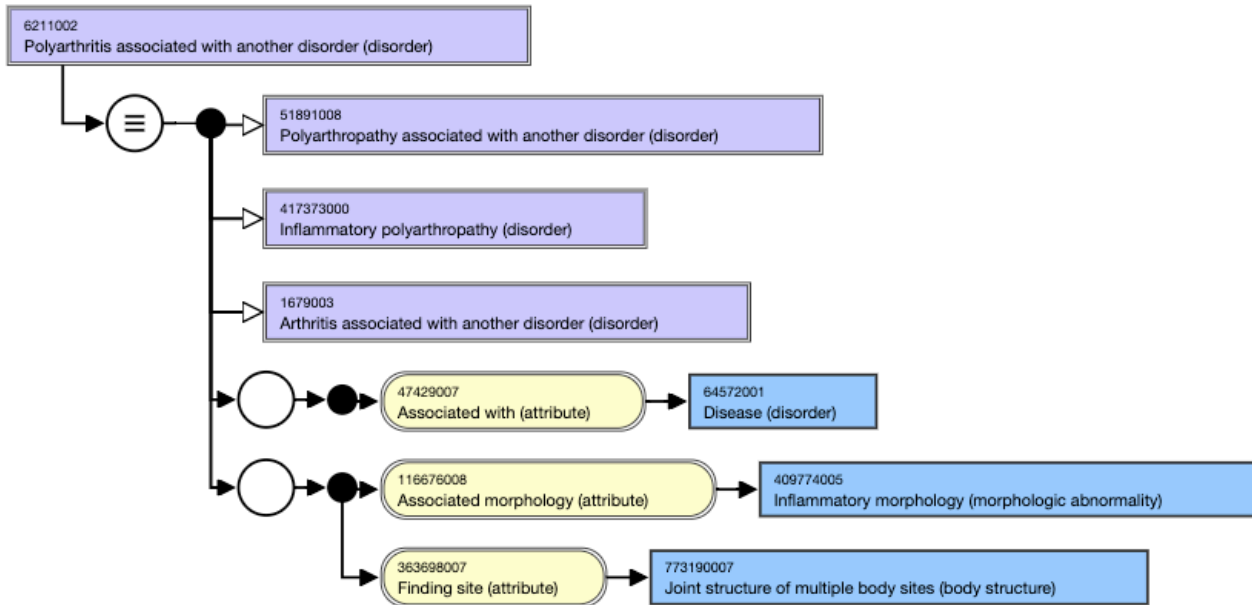 6211002
Polyarthritis associated with another disorder (disorder)
51891008
Polyarthropathy associated with another disorder (disorder)
417373000
Inflammatory polyarthropathy (disorder)
1679003
Arthritis associated with another disorder (disorder)
47429007
Associated with (attribute)
64572001
Disease (disorder)
116676008
Associated morphology (attribute)
409774005
Inflammatory morphology (morphologic abnormality)
363698007
Finding site (attribute)
773190007
Joint structure of multiple body sites (body structure)